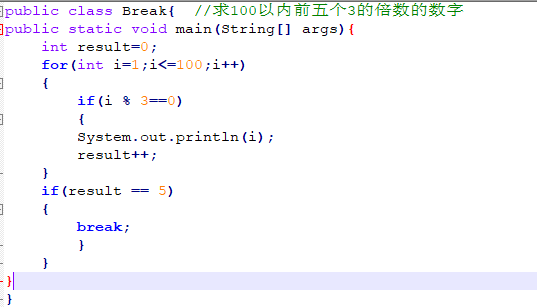 public class Break{  //求100以内前五个3的倍数的数字
public static void main(String[] args){
    int result=0;
    for(int i=1;i<=100;i++)
    {
        if(i % 3==0)
        {
        System.out.println(i);
        result++;
    }
    if(result == 5)
    {
        break;
        }
    }
}
}